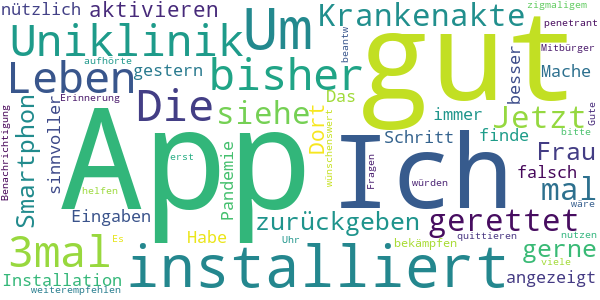 nützlich aktivieren Krankenakte zigmaligem
penetrant
Uniklinik Um gut beantw Mitbürger
aufhörte
Leben gestern bisher besser Mache
Benachrichtigung Erinnerung
Smartphon sinnvoller Die siehe Das wünschenswert immer Jetzt Gute
App Ich Dort Schritt finde bitte
erst Pandemie Fragen Frau
helfen würden falsch mal
Eingaben zurückgeben gerettet wäre
3mal Es Habe Uhr installiert bekämpfen quittieren gerne nutzen
viele
Installation angezeigt
weiterempfehlen